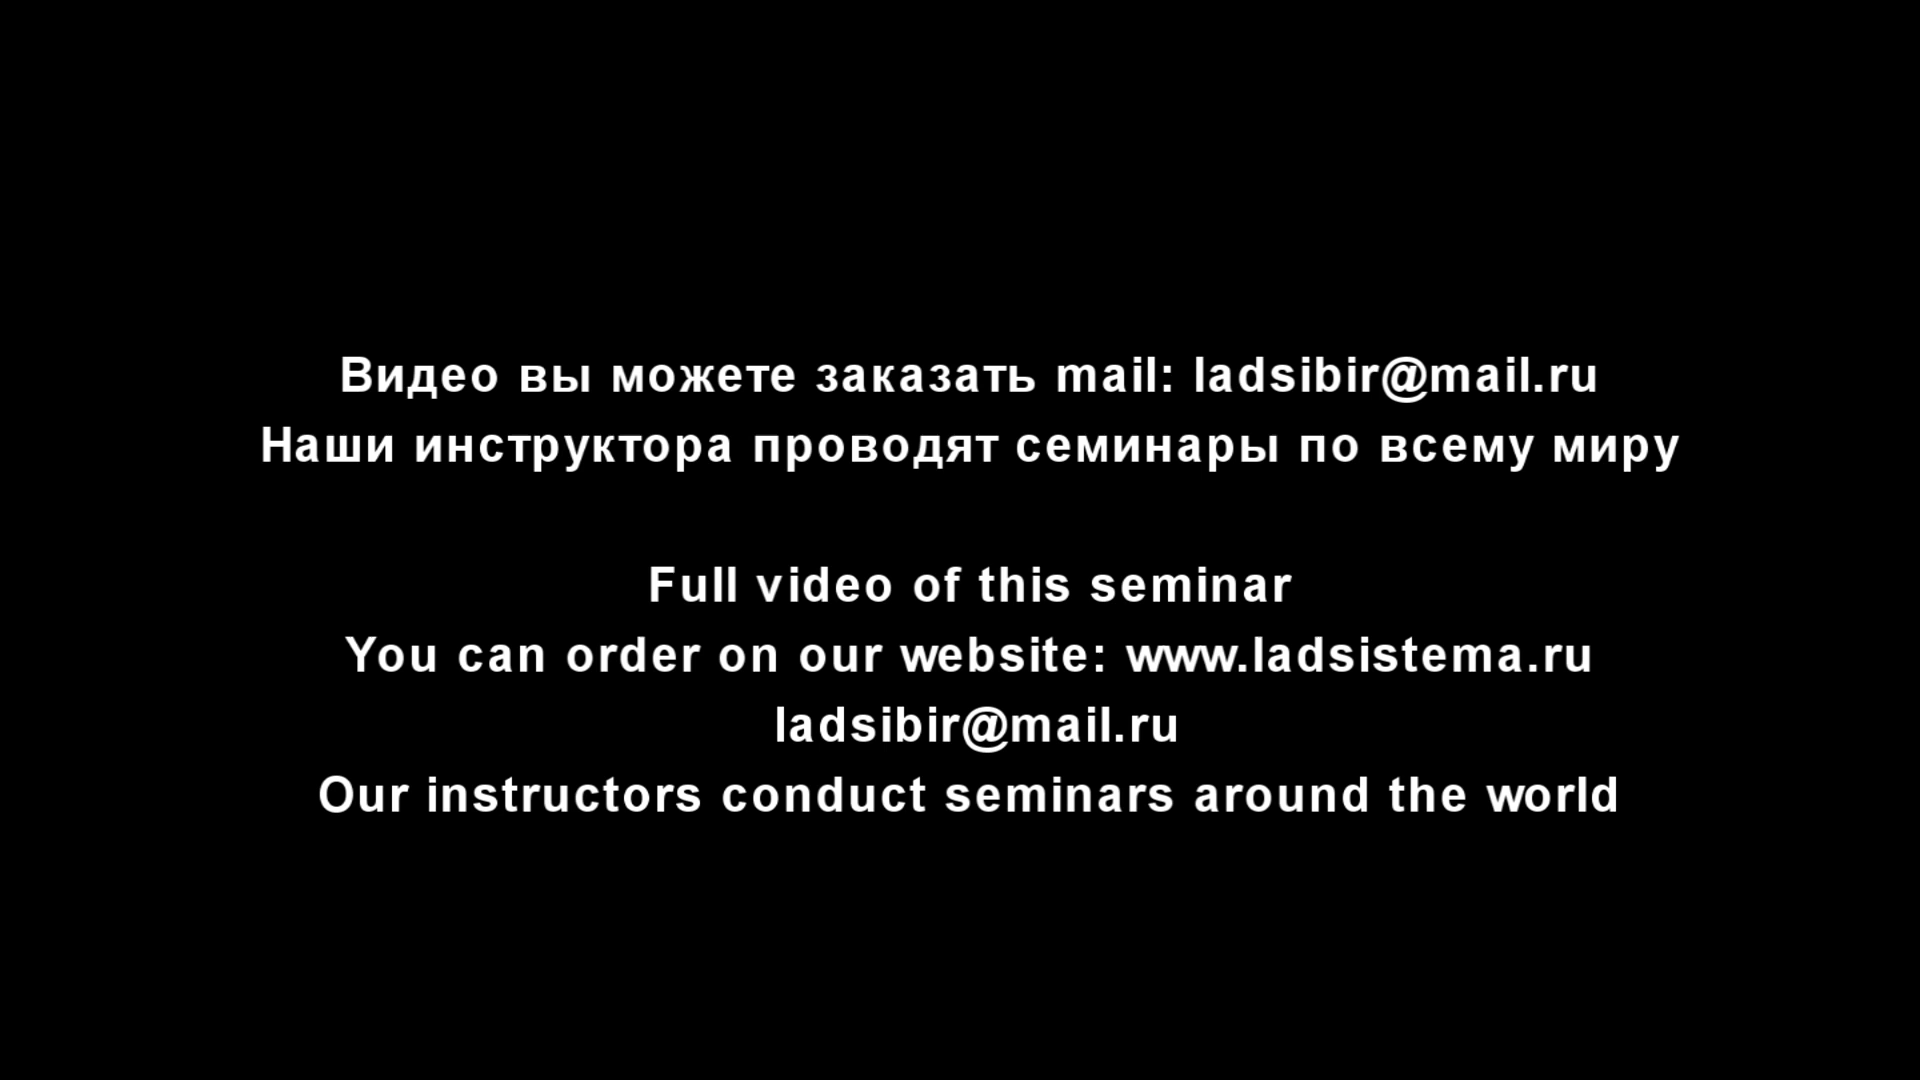 Видео вы можете заказать mail: ladsibir@mail.ru
Наши инструктора проводят семинары по всему миру
Full video of this seminar
You can order on our website: www.ladsistema.ru
ladsibir@mail.ru
Our instructors conduct seminars around the world